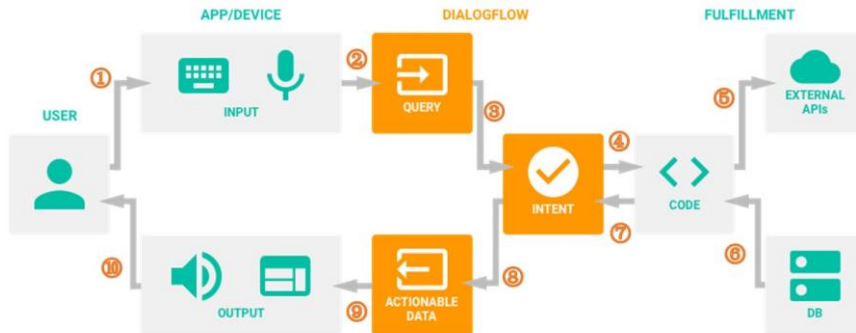 APP/DEVICE
DIALOGFLOW
FULFILLMENT
①
②
INPUT
QUERY
③
⑤
EXTERNAL
APIs
USER
④
INTENT
CODE
⑦
⑩
OUTPUT
⑨
ACTIONABLE
DATA
⑧
⑥
DB